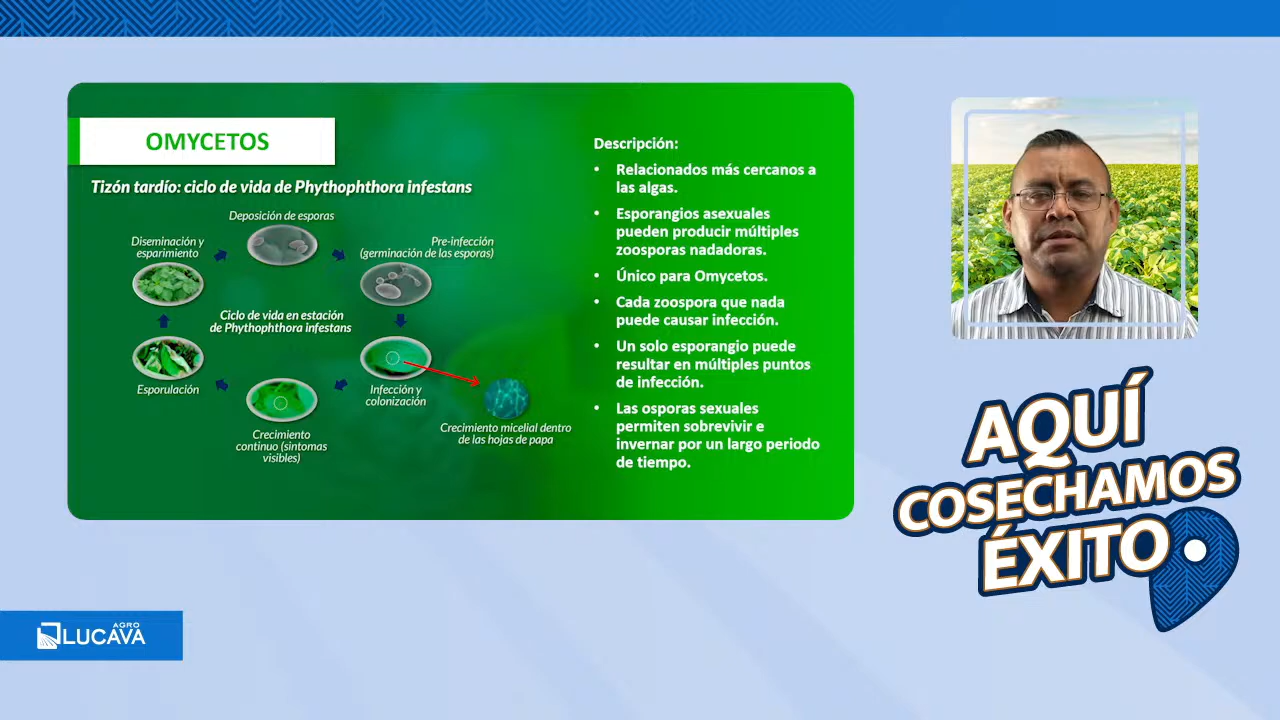 OMYCETOS
Tizón tardío: ciclo de vida de Phythophthora infestans
Deposición de esporas
Diseminación y
esparimiento
Pre-infección
(germinación de las esporas)
Ciclo de vida en estación
de Phythophthora infestans
Esporulación
Infección y
colonización
Crecimiento
continuo (síntomas
visibles)
Crecimiento micelial dentro
de las hojas de papa
Descripción:
• Relacionados más cercanos a
las algas.
• Esporangios asexuales
pueden producir múltiples
zoosporas nadadoras.
• Único para Omycetos.
• Cada zoospora que nada
puede causar infección.
• Un solo esporangio puede
resultar en múltiples puntos
de infección.
• Las osporas sexuales
permiten sobrevivir e
invernar por un largo periodo
de tiempo.
AQUÍ
COSECHAMOS
ÉXITO
AGRO
LUCAVA